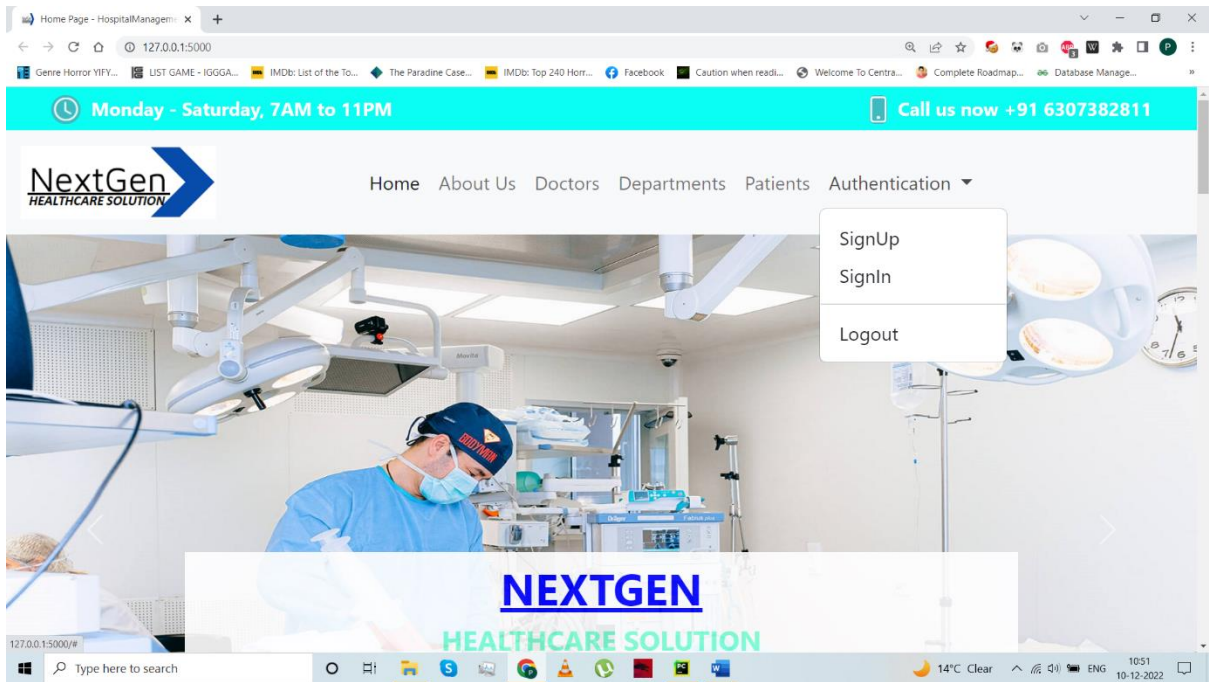 Home Page - HospitalManageme
127.0.0.1:5000
Genre Horror YIFY... LIST GAME - IGGGA... IMDb: List of the To... The Paradine Case... IMDb: Top 240 Horr... Facebook Caution when readi... Welcome To Centra... Complete Roadmap... Database Manage... »
Monday - Saturday, 7AM to 11PM Call us now +91 6307382811
NextGen
HEALTHCARE SOLUTION
Home About Us Doctors Departments Patients Authentication
SignUp
SignIn
Logout
BODYMAN
Dräger
NEXTGEN
HEALTHCARE SOLUTION
127.0.0.1:5000/#
Type here to search 14°C Clear ENG 10:51
10-12-2022